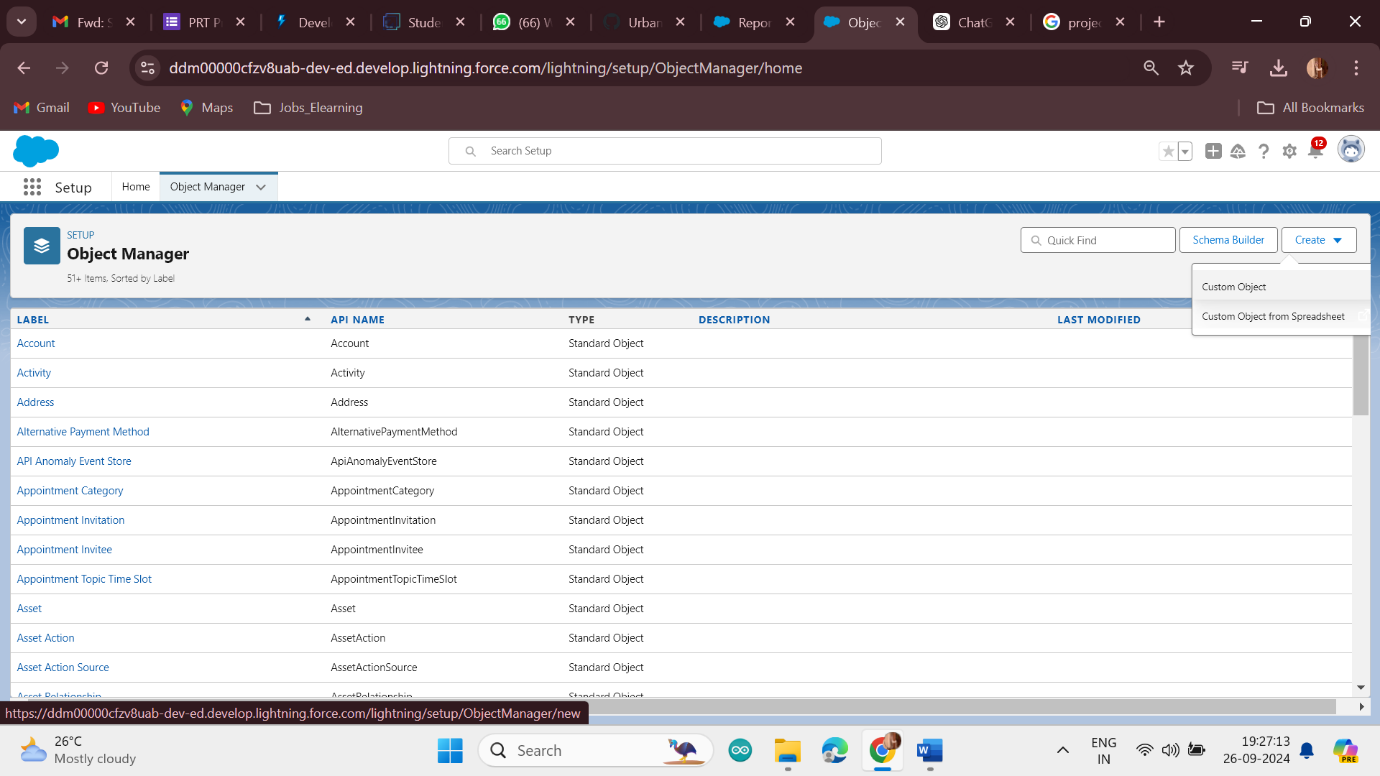 Fwd: S
PRT P
Devel
Stude
(66) W
Urban
Repor
Objec
ChatG
projec
ddm00000cfzv8uab-dev-ed.develop.lightning.force.com/lightning/setup/ObjectManager/home
Gmail YouTube Maps Jobs_Elearning All Bookmarks
Search Setup
12
Setup Home Object Manager
SETUP
Object Manager
51+ Items, Sorted by Label
Quick Find Schema Builder Create
Custom Object
Custom Object from Spreadsheet
LABEL API NAME TYPE DESCRIPTION LAST MODIFIED
Account Account Standard Object
Activity Activity Standard Object
Address Address Standard Object
Alternative Payment Method AlternativePaymentMethod Standard Object
API Anomaly Event Store ApiAnomalyEventStore Standard Object
Appointment Category AppointmentCategory Standard Object
Appointment Invitation AppointmentInvitation Standard Object
Appointment Invitee AppointmentInvitee Standard Object
Appointment Topic Time Slot AppointmentTopicTimeSlot Standard Object
Asset Asset Standard Object
Asset Action AssetAction Standard Object
Asset Action Source AssetActionSource Standard Object
Asset Relationship AssetRelationship Standard Object
https://ddm00000cfzv8uab-dev-ed.develop.lightning.force.com/lightning/setup/ObjectManager/new
26°C
Mostly cloudy
Search
ENG
IN
19:27:13
26-09-2024
PRE